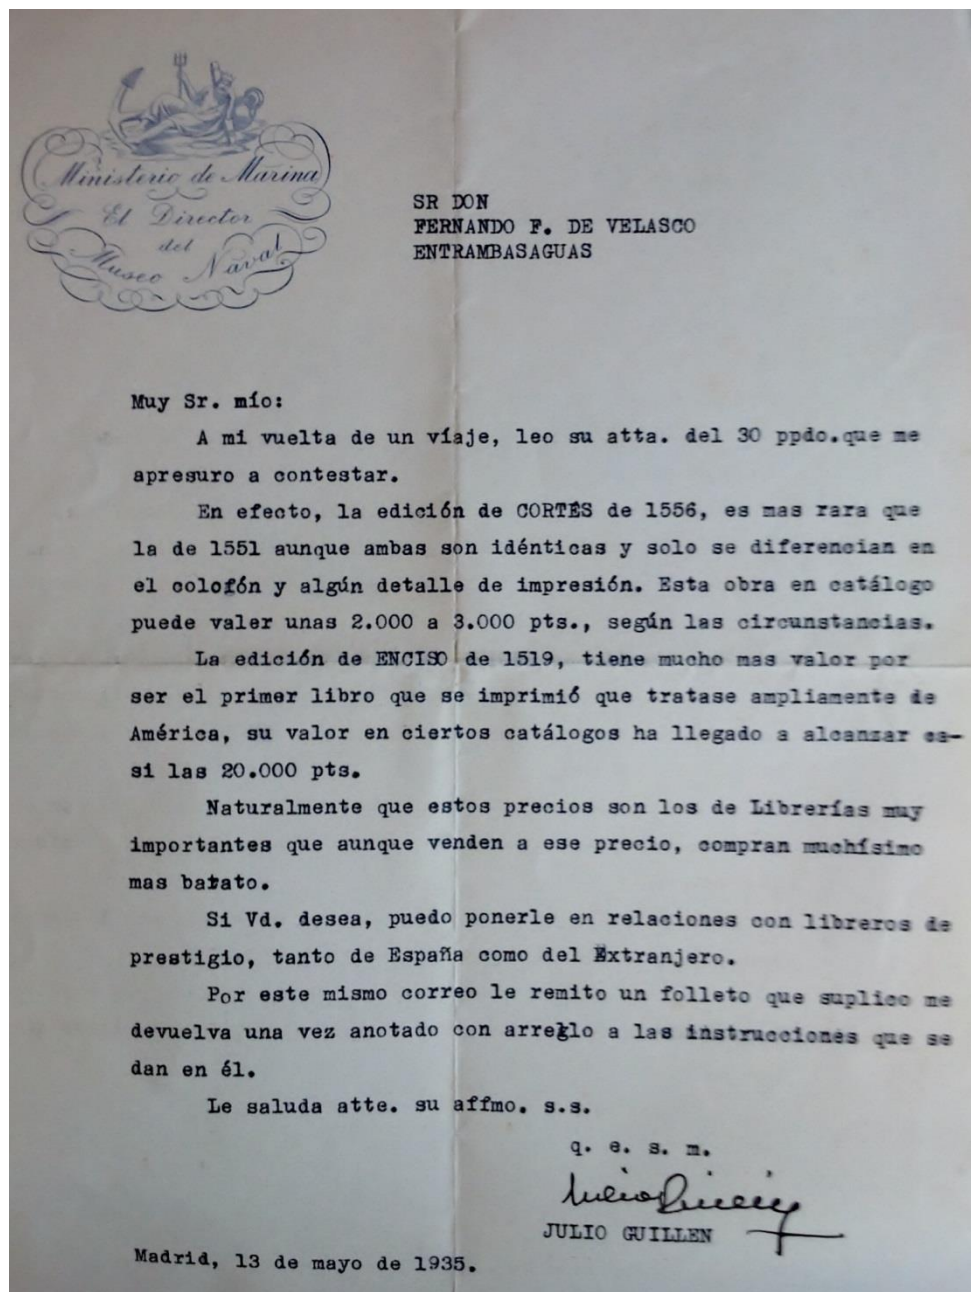 Ministerio de Marina
El Director
del
Museo Naval
SR DON
FERNANDO F. DE VELASCO
ENTRAMBASAGUAS
Muy Sr. mío:
A mi vuelta de un víaje, leo su atta. del 30 ppdo.que me
apresuro a contestar.
En efecto, la edición de CORTÉS de 1556, es mas rara que
la de 1551 aunque ambas son idénticas y solo se diferencian en
el colofón y algún detalle de impresión. Esta obra en catálogo
puede valer unas 2.000 a 3.000 pts., según las circunstancias.
La edición de ENCISO de 1519, tiene mucho mas valor por
ser el primer libro que se imprimió que tratase ampliamente de
América, su valor en ciertos catálogos ha llegado a alcanzar ca-
si las 20.000 pts.
Naturalmente que estos precios son los de Librerías muy
importantes que aunque venden a ese precio, compran muchísimo
mas barato.
Si Vd. desea, puedo ponerle en relaciones con libreros de
prestigio, tanto de España como del Extranjero.
Por este mismo correo le remito un folleto que suplico me
devuelva una vez anotado con arreglo a las instrucciones que se
dan en él.
Le saluda atte. su affmo. s.s.
q. e. s. m.
Julio Guillén
JULIO GUILLEN
Madrid, 13 de mayo de 1935.